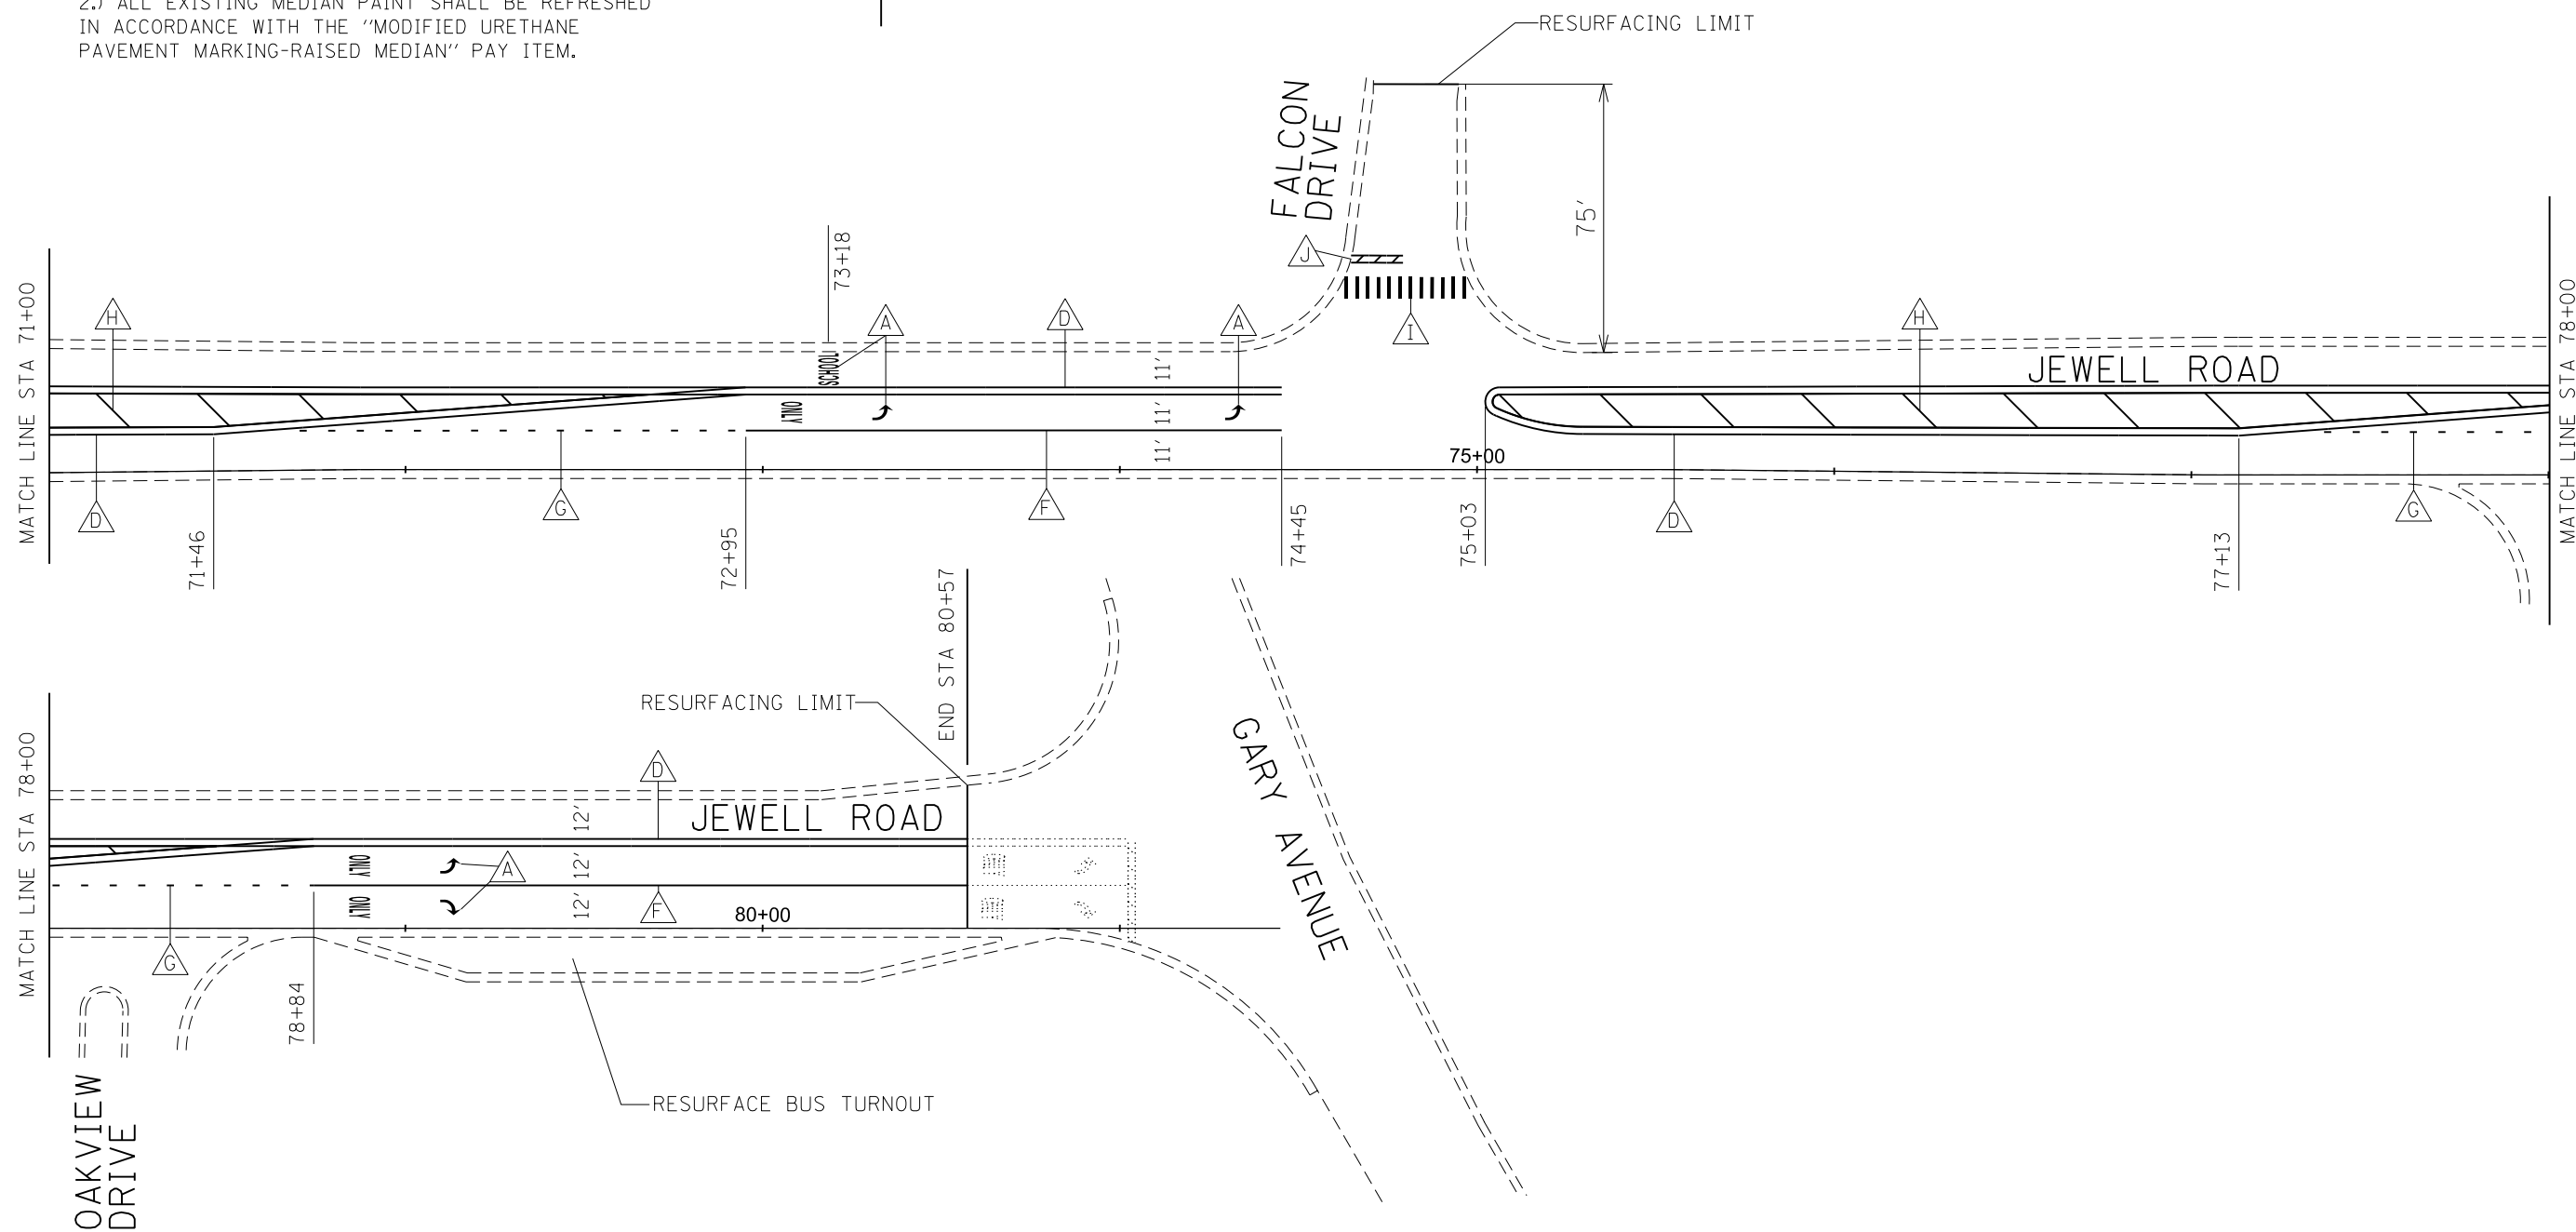 2.) ALL EXISTING MEDIAN PAINT SHALL BE REFRESHED
IN ACCORDANCE WITH THE "MODIFIED URETHANE
PAVEMENT MARKING-RAISED MEDIAN" PAY ITEM.
RESURFACING LIMIT
FALCON
DRIVE
75'
MATCH LINE STA 71+00
H
73+18
SCHOOL
A
D
A
J
I
H
JEWELL ROAD
MATCH LINE STA 78+00
ONLY
11'
11'
11'
75+00
D
G
F
D
G
71+46
72+95
74+45
75+03
77+13
END STA 80+57
RESURFACING LIMIT
MATCH LINE STA 78+00
D
JEWELL ROAD
12'
12'
12'
ONLY
ONLY
A
F
80+00
G
78+84
GARY AVENUE
RESURFACE BUS TURNOUT
OAKVIEW
DRIVE